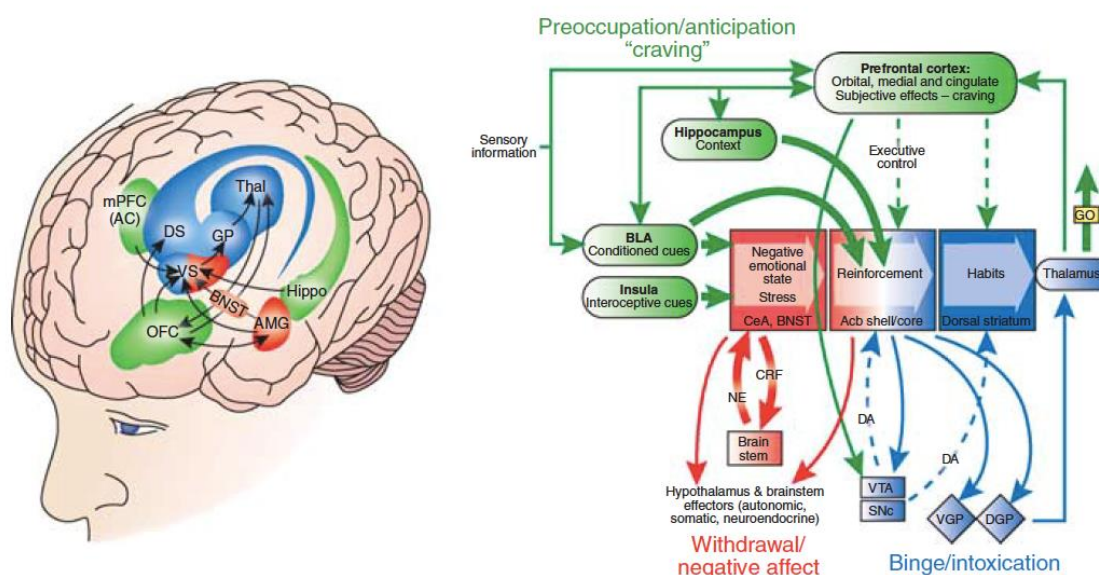 mPFC
(AC)
DS
Thal
GP
VS
BNST
Hippo
OFC
AMG
Preoccupation/anticipation
“craving”
Prefrontal cortex:
Orbital, medial and cingulate
Subjective effects – craving
Sensory
information
Hippocampus
Context
Executive
control
GO
BLA
Conditioned cues
Insula
Interoceptive cues
Negative
emotional
state
Stress
CeA, BNST
Reinforcement
Acb shell/core
Habits
Dorsal striatum
Thalamus
NE
CRF
Brain
stem
DA
DA
VTA
SNc
VGP
DGP
Hypothalamus & brainstem
effectors (autonomic,
somatic, neuroendocrine)
Withdrawal/
negative affect
Binge/intoxication